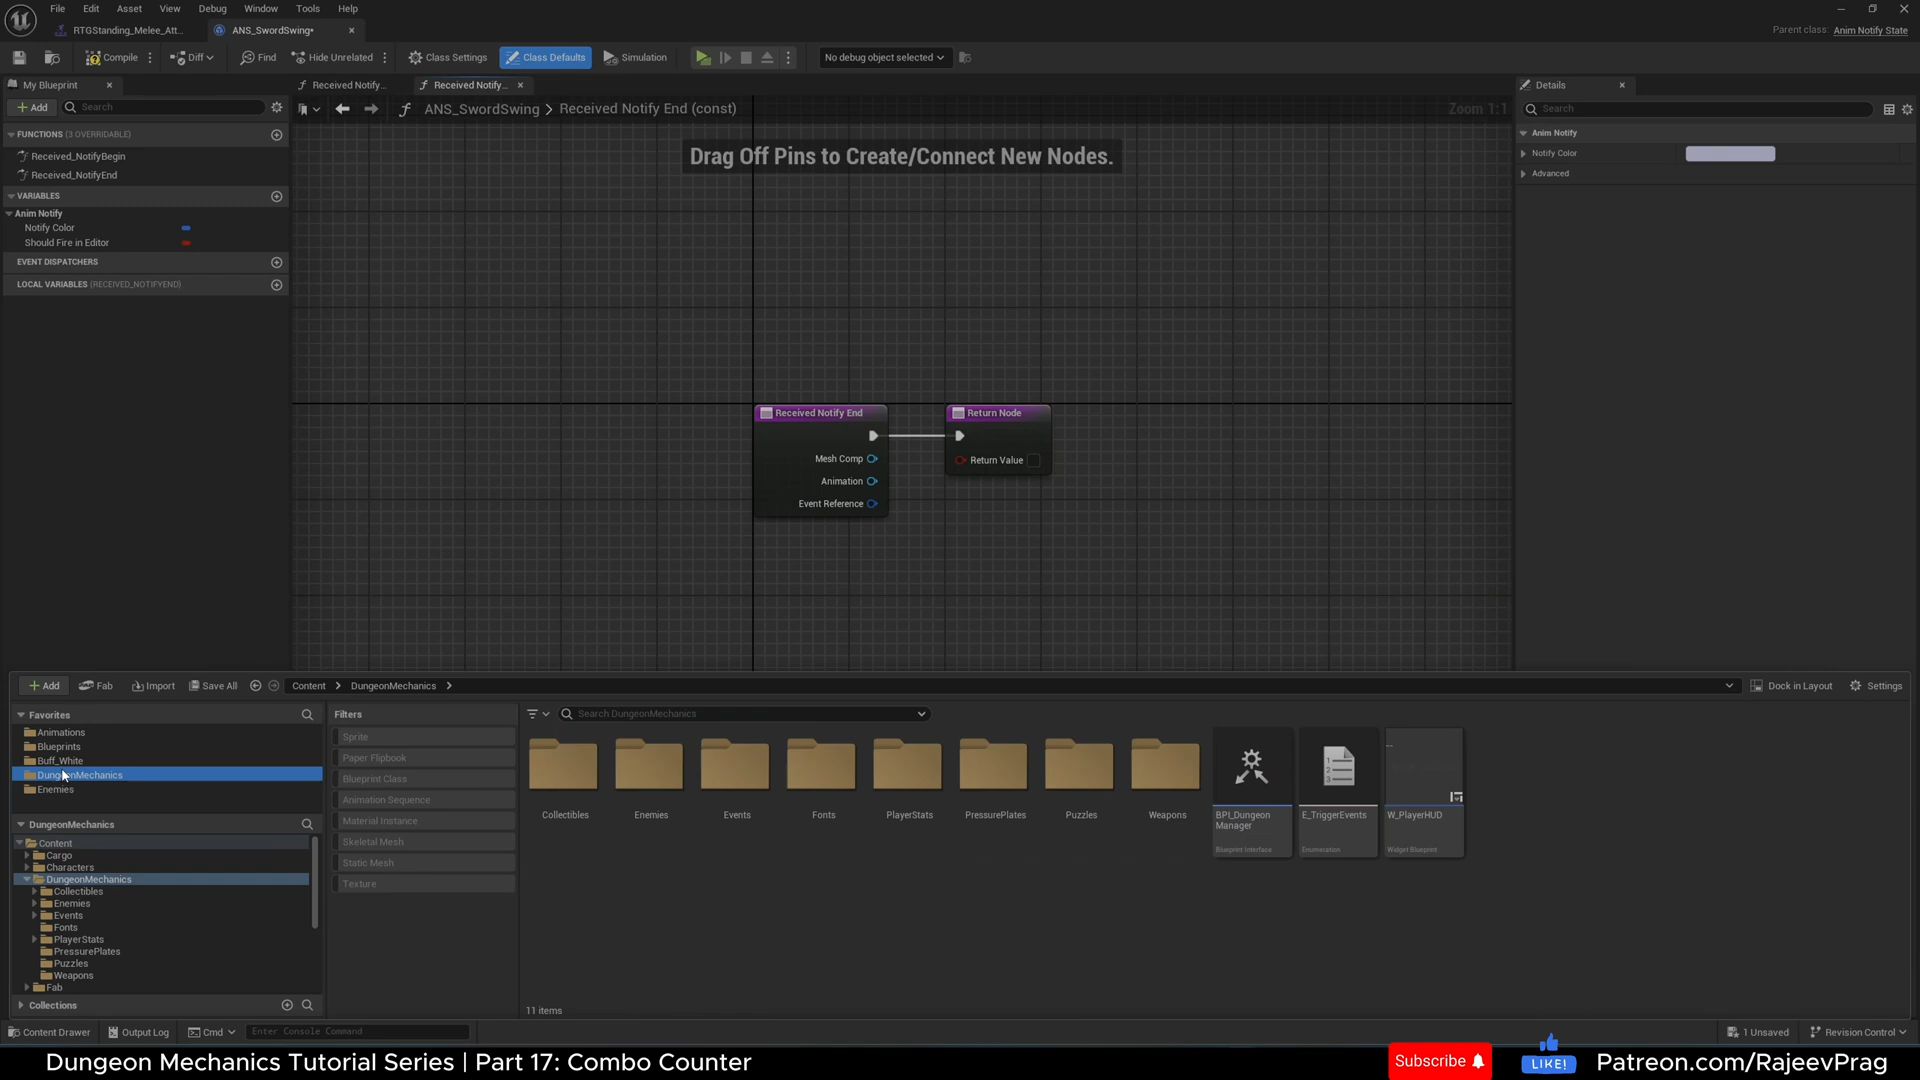 File Edit Asset View Debug Window Tools Help
RTGStanding_Melee_Att...
ANS_SwordSwing*
Parent class: Anim Notify State
Compile Diff Find Hide Unrelated Class Settings Class Defaults Simulation No debug object selected
My Blueprint
Received Notify...
Received Notify...
Details
Add
Search
ANS_SwordSwing > Received Notify End (const)
Zoom 1:1
Search
FUNCTIONS (3 OVERRIDABLE)
Received_NotifyBegin
Received_NotifyEnd
VARIABLES
Anim Notify
Notify Color
Should Fire in Editor
EVENT DISPATCHERS
LOCAL VARIABLES (RECEIVED_NOTIFYEND)
Drag Off Pins to Create/Connect New Nodes.
Anim Notify
Notify Color
Advanced
Received Notify End
Mesh Comp
Animation
Event Reference
Return Node
Return Value
Add Fab Import Save All Content > DungeonMechanics >
Dock in Layout Settings
Favorites
Animations
Blueprints
Buff_White
DungeonMechanics
Enemies
DungeonMechanics
Content
Cargo
Characters
DungeonMechanics
Collectibles
Enemies
Events
Fonts
PlayerStats
PressurePlates
Puzzles
Weapons
Fab
Collections
Filters
Sprite
Paper Flipbook
Blueprint Class
Animation Sequence
Material Instance
Skeletal Mesh
Static Mesh
Texture
Search DungeonMechanics
Collectibles
Enemies
Events
Fonts
PlayerStats
PressurePlates
Puzzles
Weapons
BPI_Dungeon
Manager
Blueprint Interface
E_TriggerEvents
Enumeration
W_PlayerHUD
Widget Blueprint
11 items
Content Drawer Output Log Cmd Enter Console Command
1 Unsaved Revision Control
Dungeon Mechanics Tutorial Series | Part 17: Combo Counter
Subscribe
LIKE!
Patreon.com/RajeevPrag